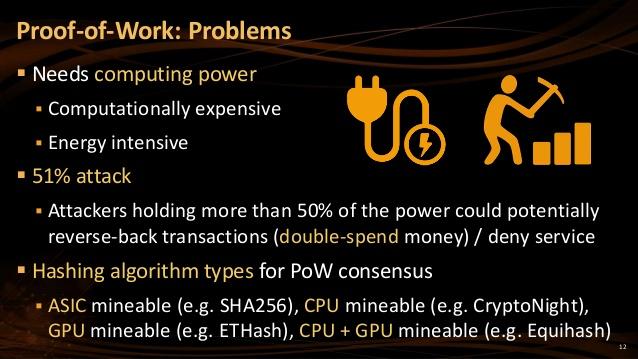 Proof-of-Work: Problems
▪ Needs computing power
▪ Computationally expensive
▪ Energy intensive
▪ 51% attack
▪ Attackers holding more than 50% of the power could potentially
reverse-back transactions (double-spend money) / deny service
▪ Hashing algorithm types for PoW consensus
▪ ASIC mineable (e.g. SHA256), CPU mineable (e.g. CryptoNight),
GPU mineable (e.g. ETHash), CPU + GPU mineable (e.g. Equihash)
12